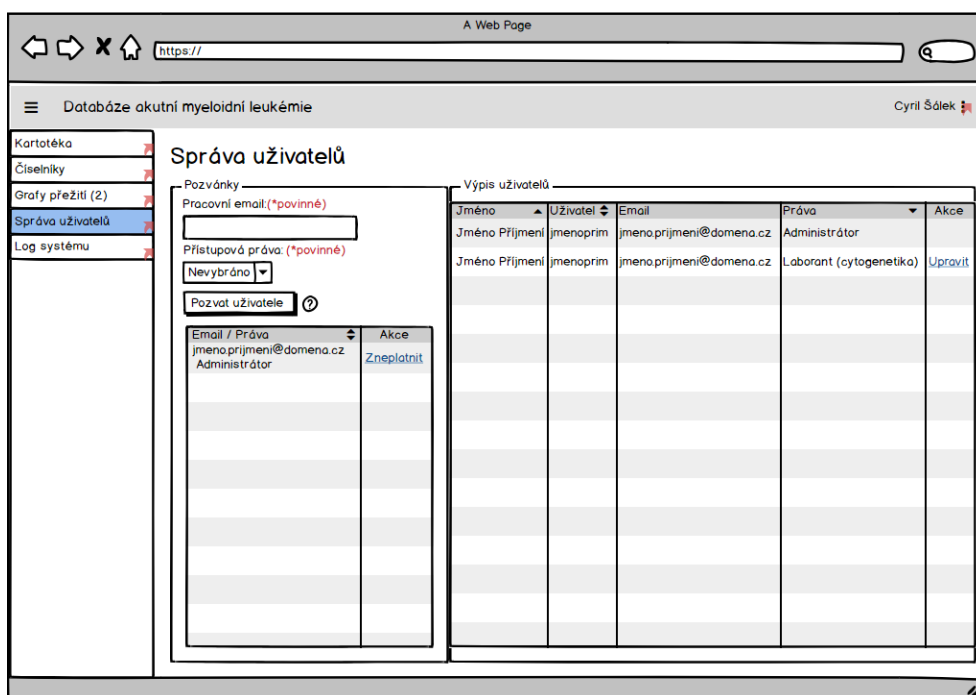 A Web Page
https://
Databáze akutní myeloidní leukémie
Cyril Šálek
Kartotéka
Číselníky
Grafy přežití (2)
Správa uživatelů
Log systému
Správa uživatelů
Pozvánky
Pracovní email:(*povinné)
Přístupová práva: (*povinné)
Nevybráno
Pozvat uživatele ?
Email / Práva Akce
jmeno.prijmeni@domena.cz
Administrátor
Zneplatnit
Výpis uživatelů
Jméno Uživatel Email Práva Akce
Jméno Příjmení jmenoprim jmeno.prijmeni@domena.cz Administrátor
Jméno Příjmení jmenoprim jmeno.prijmeni@domena.cz Laborant (cytogenetika) Upravit